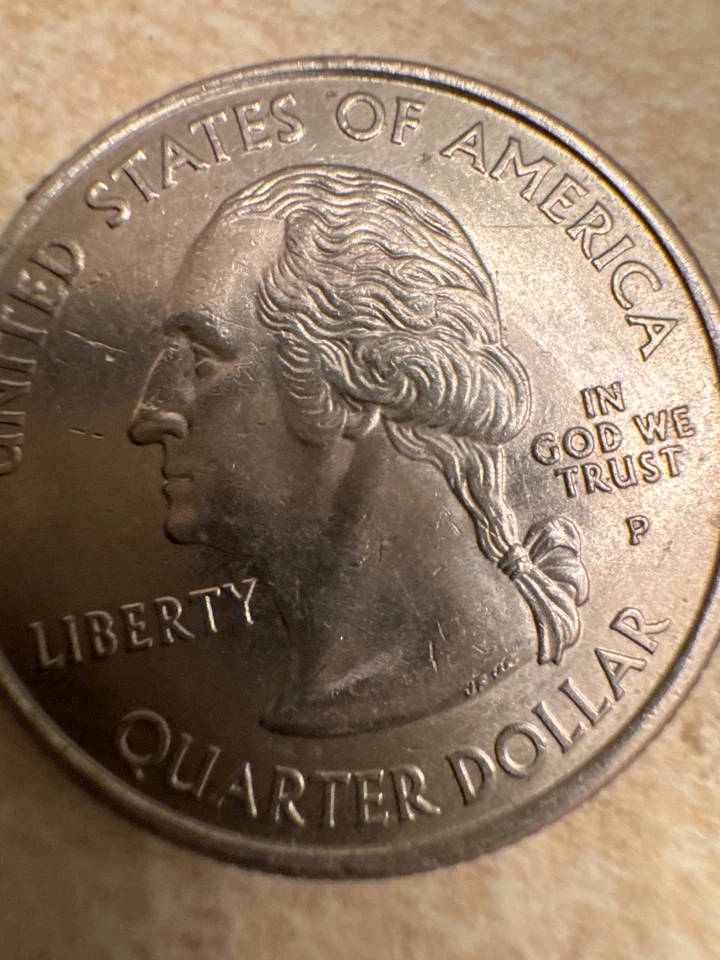 UNITED STATES OF AMERICA
IN
GOD WE
TRUST
P
LIBERTY
QUARTER DOLLAR